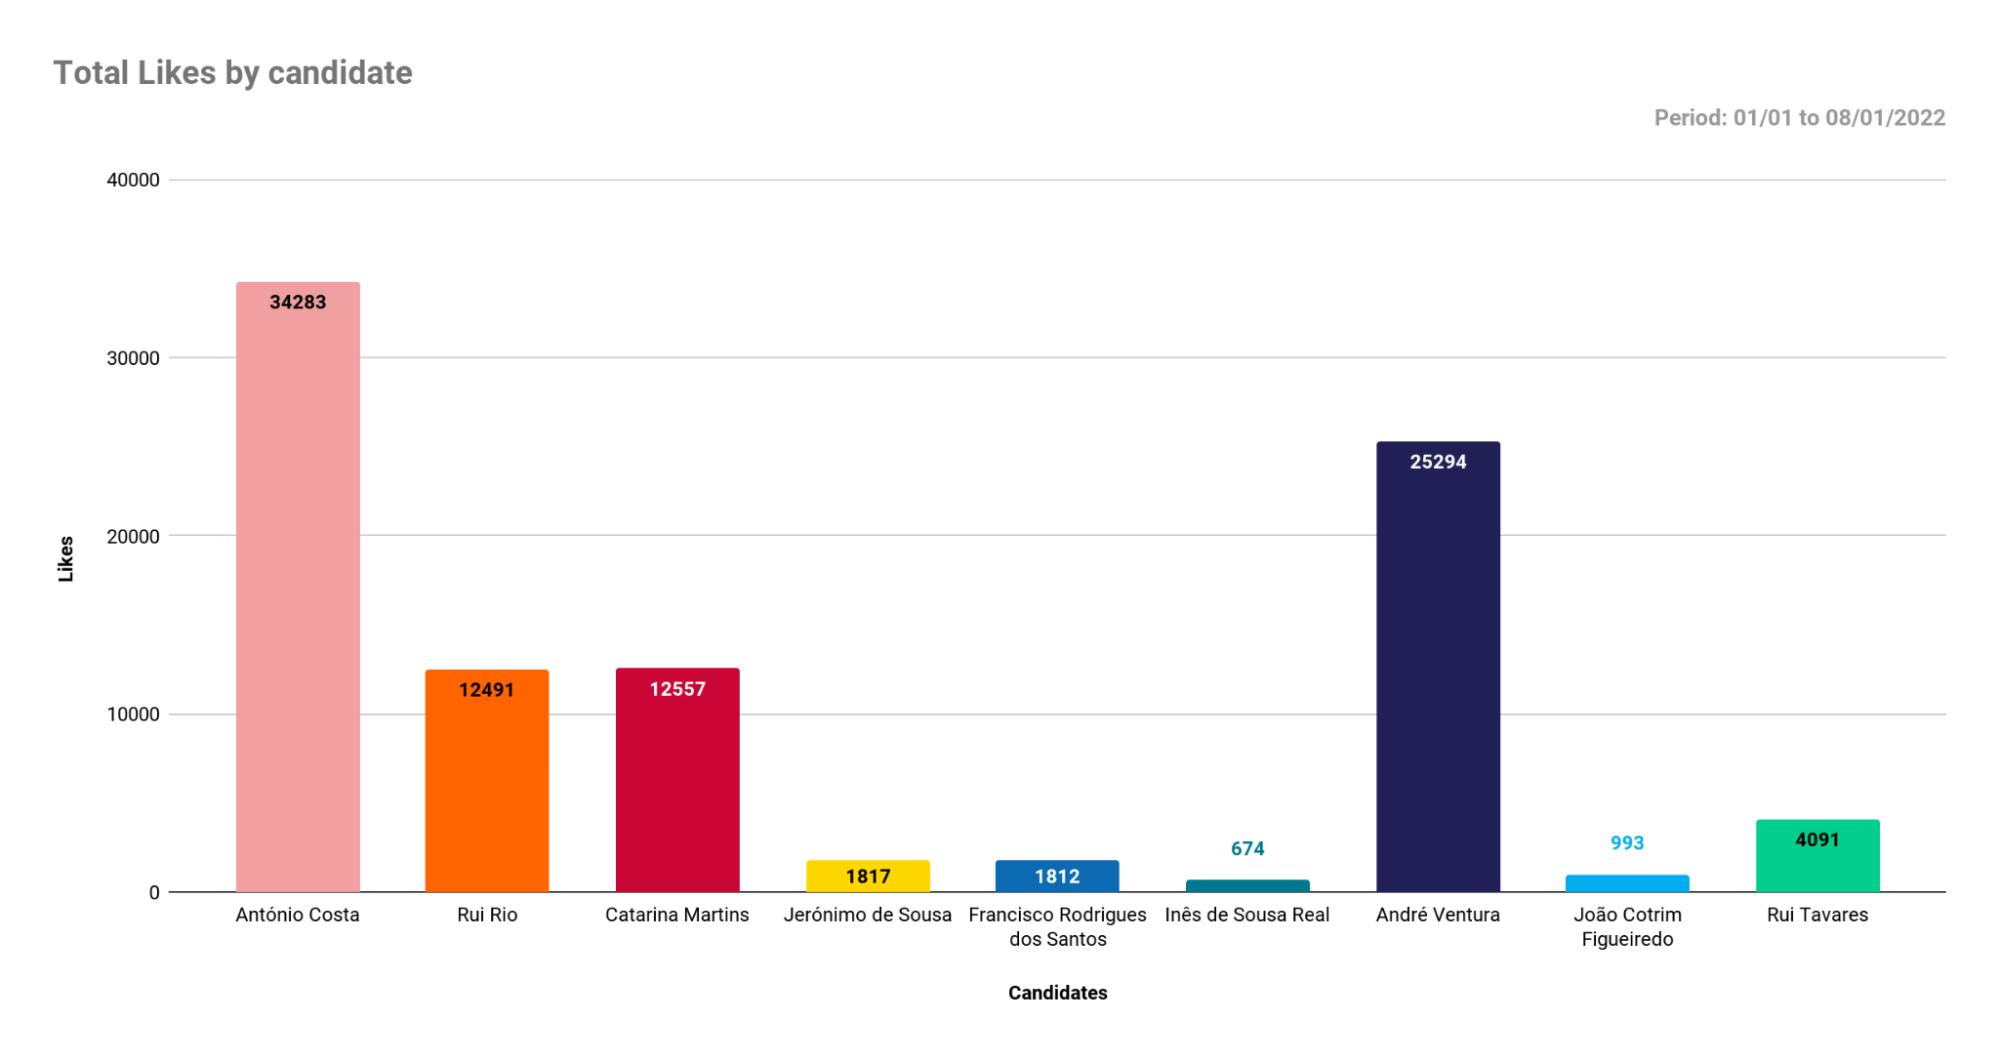 Total Likes by candidate
Period: 01/01 to 08/01/2022
40000
30000
20000
10000
0
Likes
34283
12491
12557
1817
1812
674
25294
993
4091
António Costa
Rui Rio
Catarina Martins
Jerónimo de Sousa
Francisco Rodrigues
dos Santos
Inês de Sousa Real
André Ventura
João Cotrim
Figueiredo
Rui Tavares
Candidates